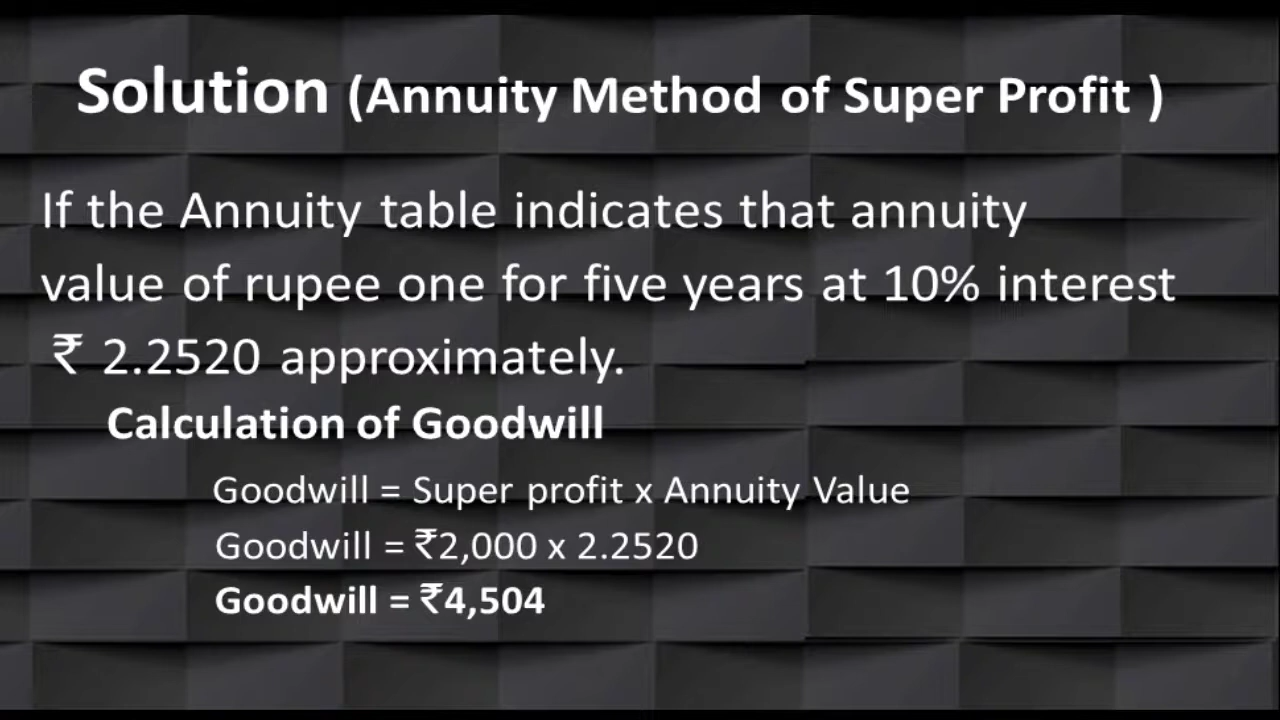 Solution (Annuity Method of Super Profit )
If the Annuity table indicates that annuity
value of rupee one for five years at 10% interest
₹ 2.2520 approximately.
Calculation of Goodwill
Goodwill = Super profit x Annuity Value
Goodwill = ₹2,000 x 2.2520
Goodwill = ₹4,504